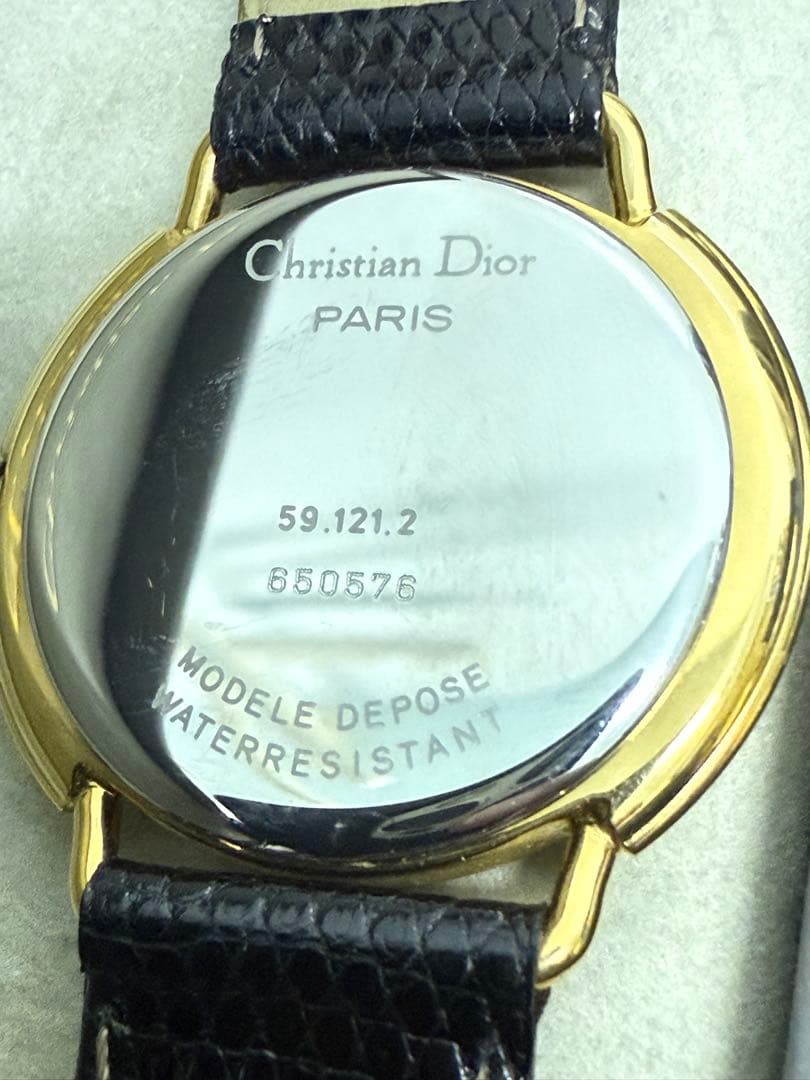 Christian Dior
PARIS
59.121.2
650576
MODELE DEPOSE
WATERRESISTANT